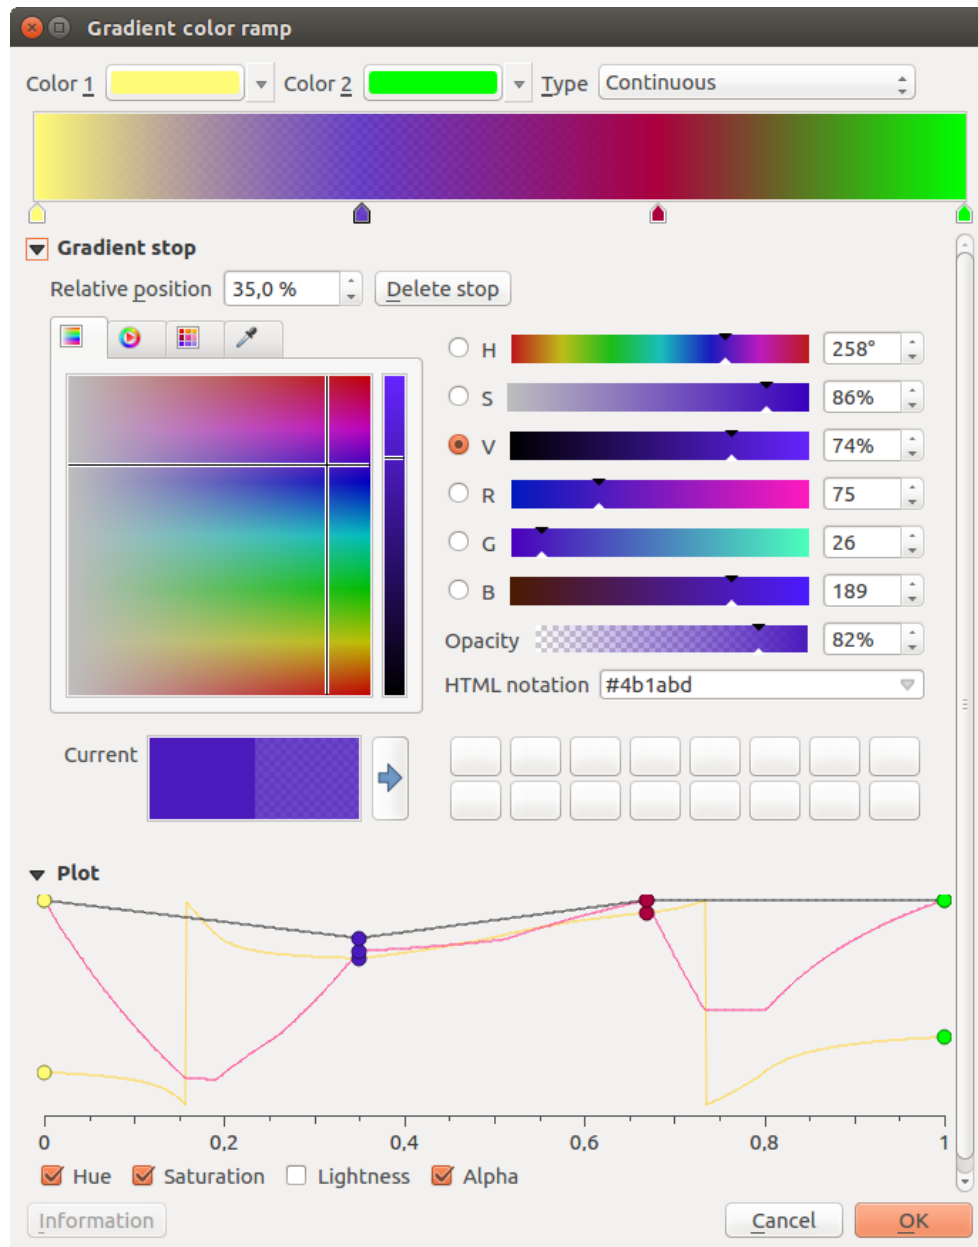 Gradient color ramp
Color 1 Color 2 Type Continuous
Gradient stop
Relative position 35,0 % Delete stop
H 258°
S 86%
V 74%
R 75
G 26
B 189
Opacity 82%
HTML notation #4b1abd
Current
Plot
0 0,2 0,4 0,6 0,8 1
Hue Saturation Lightness Alpha
Information Cancel OK